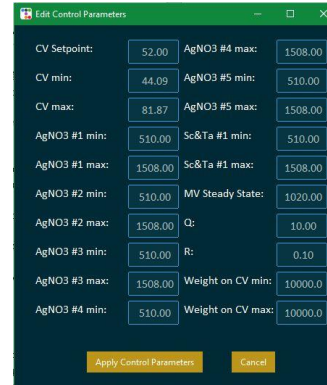 Edit Control Parameters
CV Setpoint: 52.00 AgNO3 #4 max: 1508.00
CV min: 44.09 AgNO3 #5 min: 510.00
CV max: 81.87 AgNO3 #5 max: 1508.00
AgNO3 #1 min: 510.00 Sc&Ta #1 min: 510.00
AgNO3 #1 max: 1508.00 Sc&Ta #1 max: 1508.00
AgNO3 #2 min: 510.00 MV Steady State: 1020.00
AgNO3 #2 max: 1508.00 Q: 10.00
AgNO3 #3 min: 510.00 R: 0.10
AgNO3 #3 max: 1508.00 Weight on CV min: 10000.0
AgNO3 #4 min: 510.00 Weight on CV max: 10000.0
Apply Control Parameters Cancel